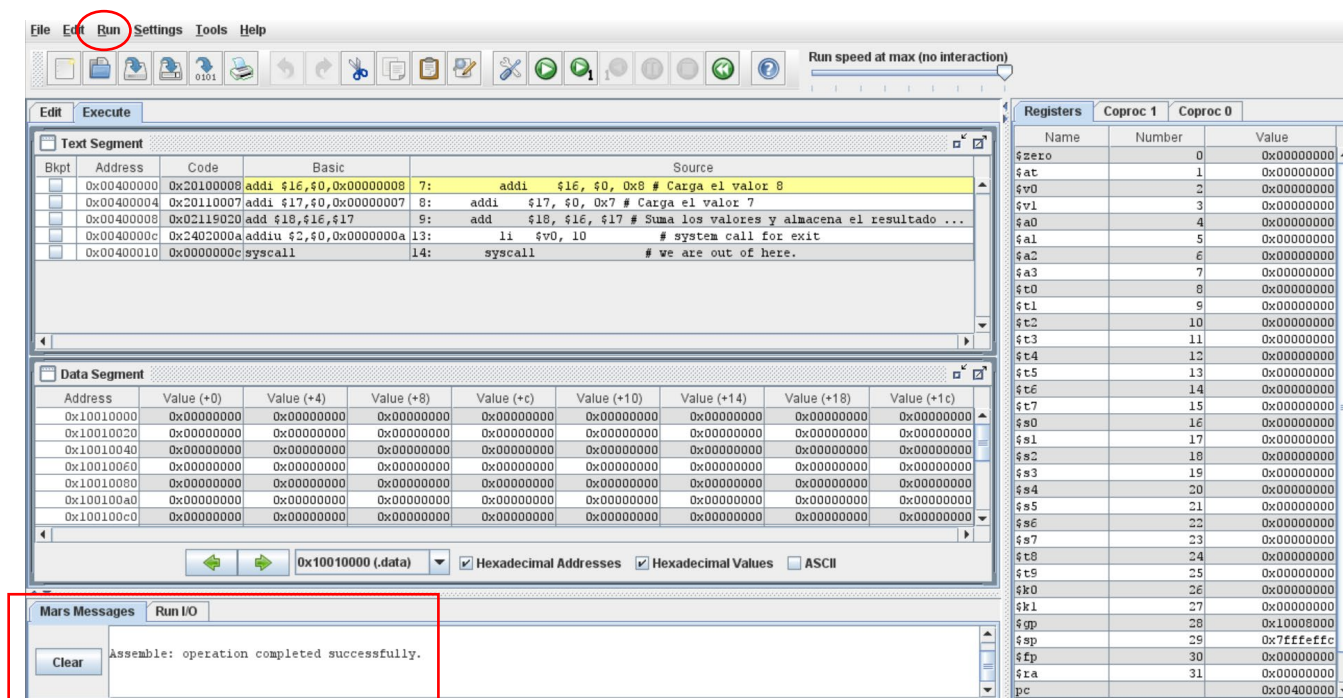 File Edit Run Settings Tools Help
Run speed at max (no interaction)
Edit Execute
Text Segment
Bkpt Address Code Basic Source
0x00400000 0x20100008 addi $16,$0,0x00000008 7: addi $16, $0, 0x8 # Carga el valor 8
0x00400004 0x20110007 addi $17,$0,0x00000007 8: addi $17, $0, 0x7 # Carga el valor 7
0x00400008 0x02119020 add $18,$16,$17 9: add $18, $16, $17 # Suma los valores y almacena el resultado ...
0x0040000c 0x2402000a addiu $2,$0,0x0000000a 13: li $v0, 10 # system call for exit
0x00400010 0x0000000c syscall 14: syscall # we are out of here.
Data Segment
Address Value (+0) Value (+4) Value (+8) Value (+c) Value (+10) Value (+14) Value (+18) Value (+1c)
0x10010000 0x00000000 0x00000000 0x00000000 0x00000000 0x00000000 0x00000000 0x00000000 0x00000000
0x10010020 0x00000000 0x00000000 0x00000000 0x00000000 0x00000000 0x00000000 0x00000000 0x00000000
0x10010040 0x00000000 0x00000000 0x00000000 0x00000000 0x00000000 0x00000000 0x00000000 0x00000000
0x10010060 0x00000000 0x00000000 0x00000000 0x00000000 0x00000000 0x00000000 0x00000000 0x00000000
0x10010080 0x00000000 0x00000000 0x00000000 0x00000000 0x00000000 0x00000000 0x00000000 0x00000000
0x100100a0 0x00000000 0x00000000 0x00000000 0x00000000 0x00000000 0x00000000 0x00000000 0x00000000
0x100100c0 0x00000000 0x00000000 0x00000000 0x00000000 0x00000000 0x00000000 0x00000000 0x00000000
0x10010000 (.data) Hexadecimal Addresses Hexadecimal Values ASCII
Mars Messages Run I/O
Clear
Assemble: operation completed successfully.
Registers Coproc 1 Coproc 0
Name Number Value
$zero 0 0x00000000
$at 1 0x00000000
$v0 2 0x00000000
$v1 3 0x00000000
$a0 4 0x00000000
$a1 5 0x00000000
$a2 6 0x00000000
$a3 7 0x00000000
$t0 8 0x00000000
$t1 9 0x00000000
$t2 10 0x00000000
$t3 11 0x00000000
$t4 12 0x00000000
$t5 13 0x00000000
$t6 14 0x00000000
$t7 15 0x00000000
$s0 16 0x00000000
$s1 17 0x00000000
$s2 18 0x00000000
$s3 19 0x00000000
$s4 20 0x00000000
$s5 21 0x00000000
$s6 22 0x00000000
$s7 23 0x00000000
$t8 24 0x00000000
$t9 25 0x00000000
$k0 26 0x00000000
$k1 27 0x00000000
$gp 28 0x10008000
$sp 29 0x7fffeffc
$fp 30 0x00000000
$ra 31 0x00000000
pc 0x00400000